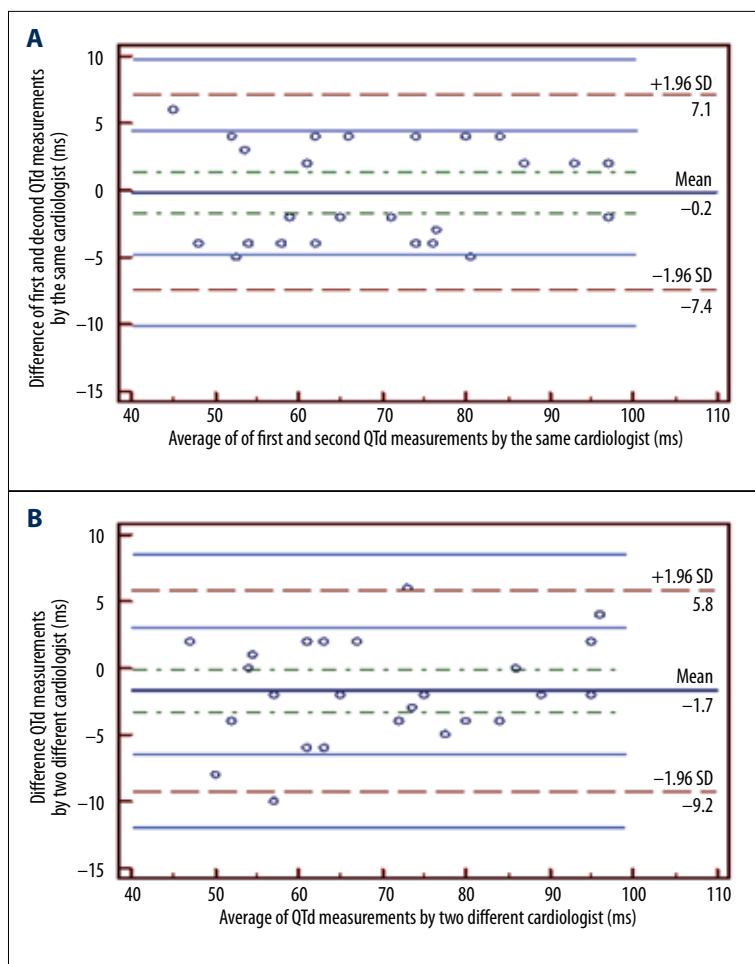 A
Difference of first and second QTd measurements
by the same cardiologist (ms)
10
5
0
−5
−10
−15
+1.96 SD
7.1
Mean
−0.2
−1.96 SD
−7.4
40 50 60 70 80 90 100 110
Average of of first and second QTd measurements by the same cardiologist (ms)
B
Difference QTd measurements
by two different cardiologist (ms)
10
5
0
−5
−10
−15
+1.96 SD
5.8
Mean
−1.7
−1.96 SD
−9.2
40 50 60 70 80 90 100 110
Average of QTd measurements by two different cardiologist (ms)